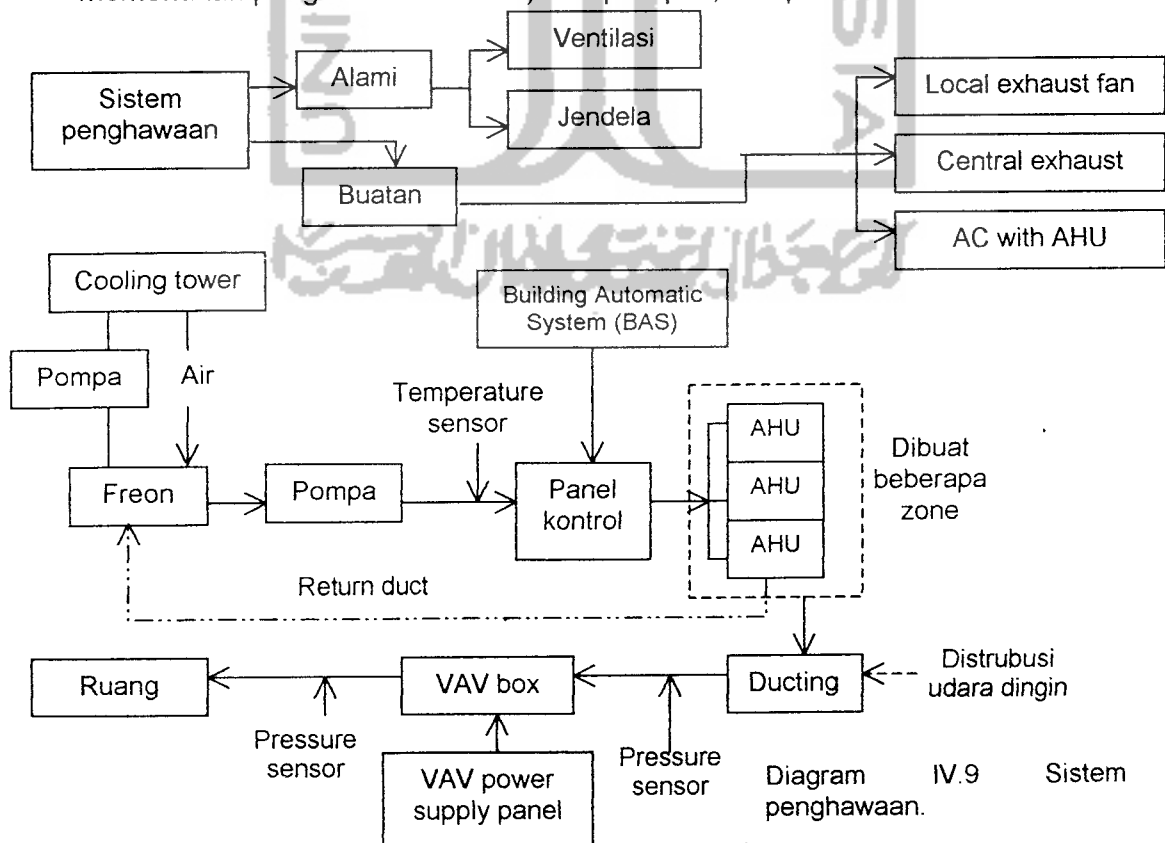 Ventilasi
Alami
Sistem
penghawaan
Jendela
Buatan
Local exhaust fan
Central exhaust
AC with AHU
Cooling tower
Building Automatic
System (BAS)
Pompa
Air
Temperature
sensor
AHU
AHU
AHU
Dibuat
beberapa
zone
Freon
Pompa
Panel
kontrol
Return duct
Ruang
VAV box
Ducting
Distrubusi
udara dingin
Pressure
sensor
VAV power
supply panel
Pressure
sensor
Diagram IV.9 Sistem
penghawaan.